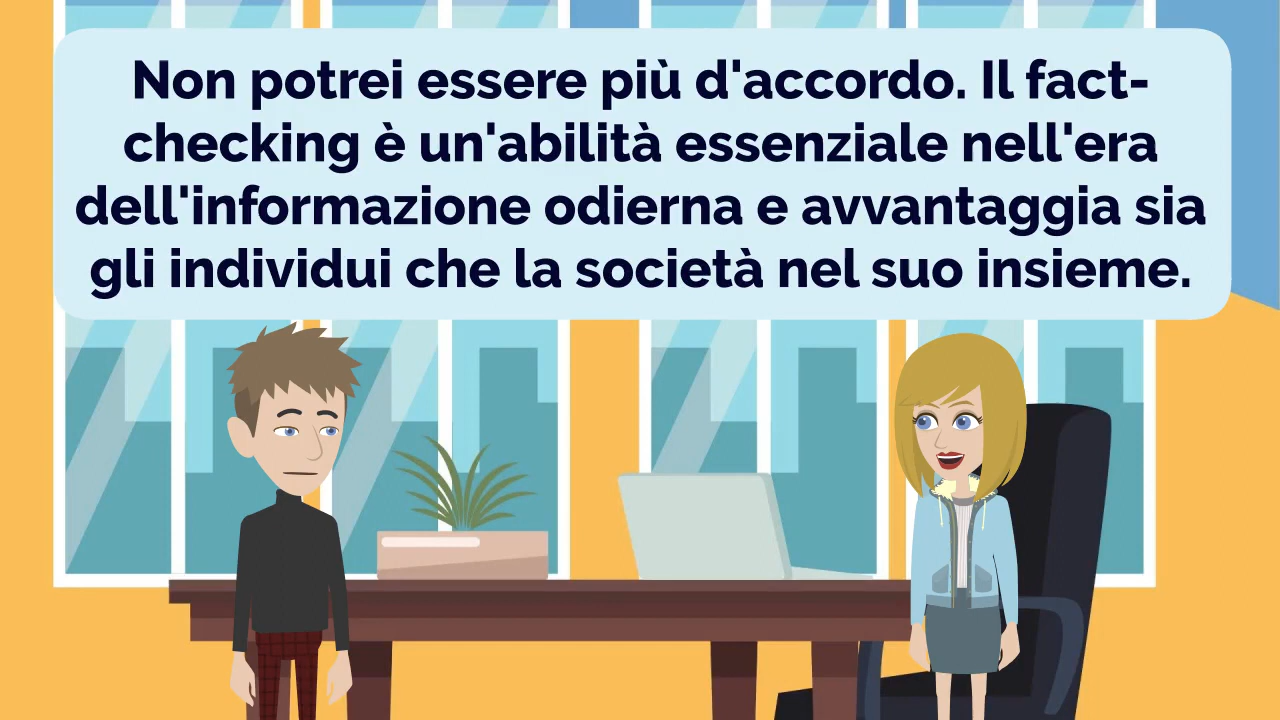 Non potrei essere più d'accordo. Il fact-
checking è un'abilità essenziale nell'era
dell'informazione odierna e avvantaggia sia
gli individui che la società nel suo insieme.